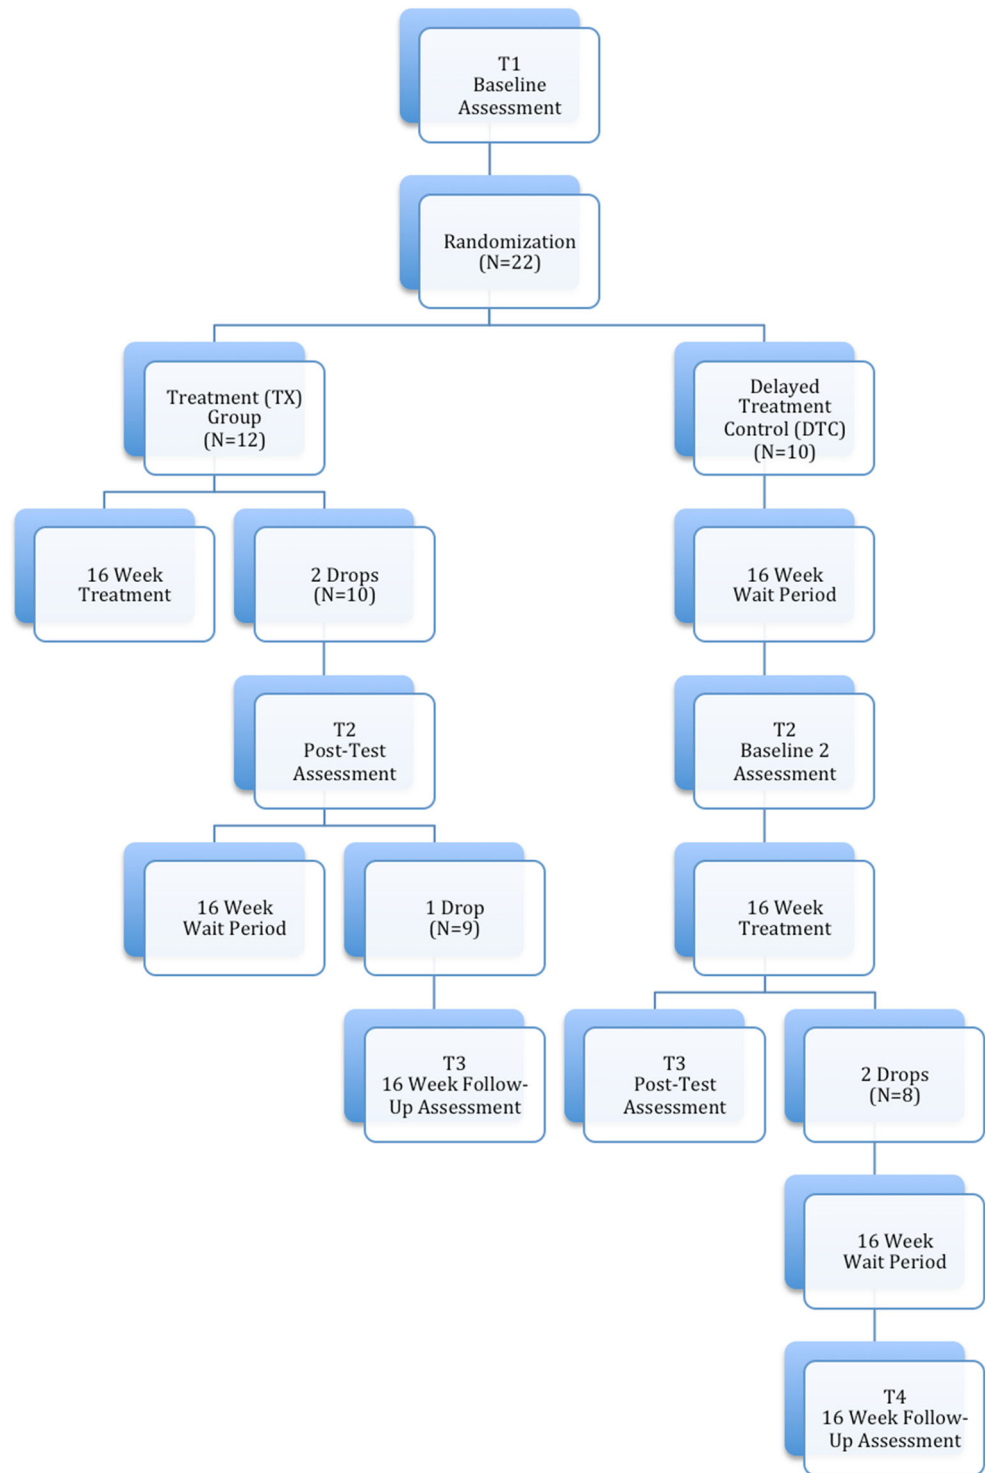 T1
Baseline
Assessment
Randomization
(N=22)
Treatment (TX)
Group
(N=12)
Delayed
Treatment
Control (DTC)
(N=10)
16 Week
Treatment
2 Drops
(N=10)
16 Week
Wait Period
T2
Post-Test
Assessment
T2
Baseline 2
Assessment
16 Week
Wait Period
1 Drop
(N=9)
16 Week
Treatment
T3
16 Week Follow-
Up Assessment
T3
Post-Test
Assessment
2 Drops
(N=8)
16 Week
Wait Period
T4
16 Week Follow-
Up Assessment